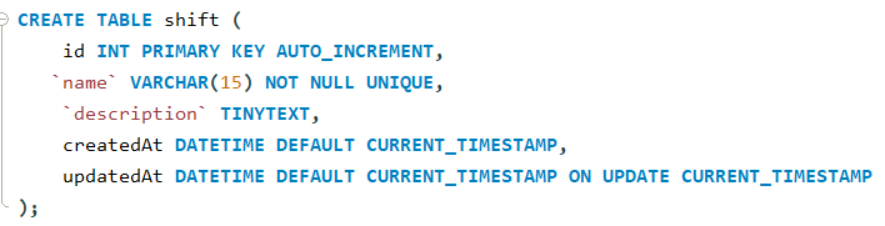 CREATE TABLE shift (
id INT PRIMARY KEY AUTO_INCREMENT,
`name` VARCHAR(15) NOT NULL UNIQUE,
`description` TINYTEXT,
createdAt DATETIME DEFAULT CURRENT_TIMESTAMP,
updatedAt DATETIME DEFAULT CURRENT_TIMESTAMP ON UPDATE CURRENT_TIMESTAMP
);